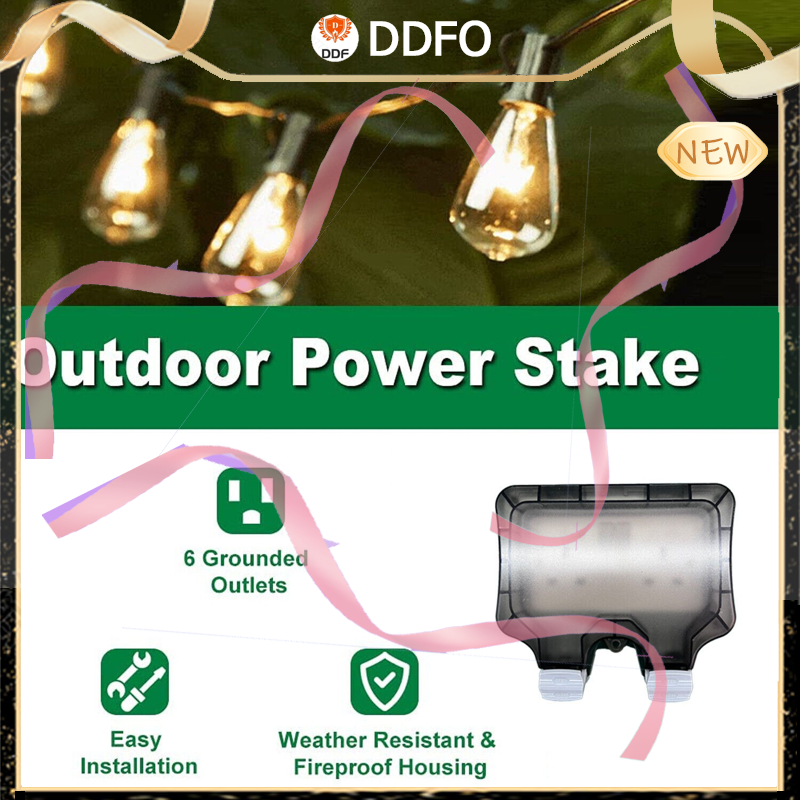 DDF
DDFO
NEW
Outdoor Power Stake
6 Grounded
Outlets
Easy
Installation
Weather Resistant &
Fireproof Housing